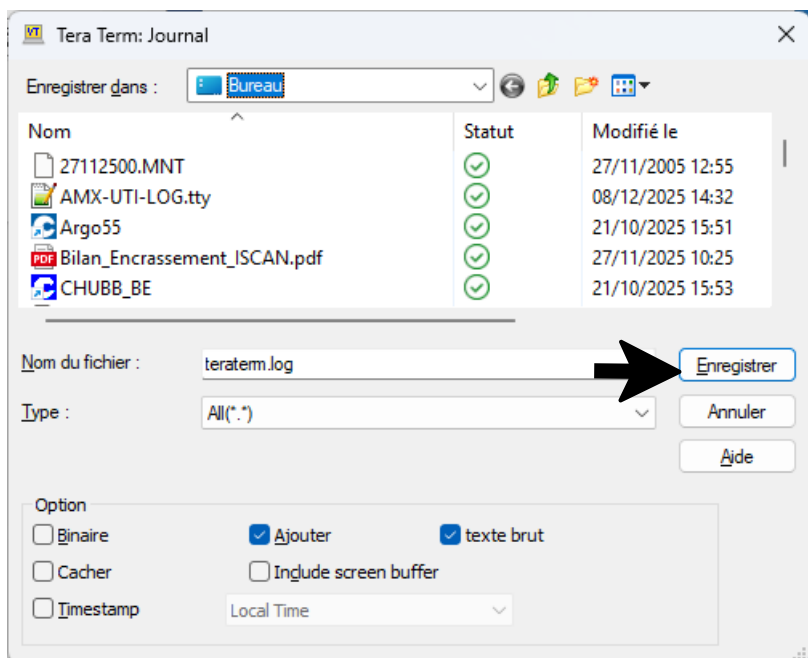 Tera Term: Journal
Enregistrer dans :
Bureau
Nom Statut Modifié le
27112500.MNT 27/11/2005 12:55
AMX-UTI-LOG.tty 08/12/2025 14:32
Argo55 21/10/2025 15:51
Bilan_Encrassement_ISCAN.pdf 27/11/2025 10:25
CHUBB_BE 21/10/2025 15:53
Nom du fichier : teraterm.log Enregistrer
Type : All(*.*) Annuler
Aide
Option
Binaire Ajouter texte brut
Cacher Include screen buffer
Timestamp Local Time